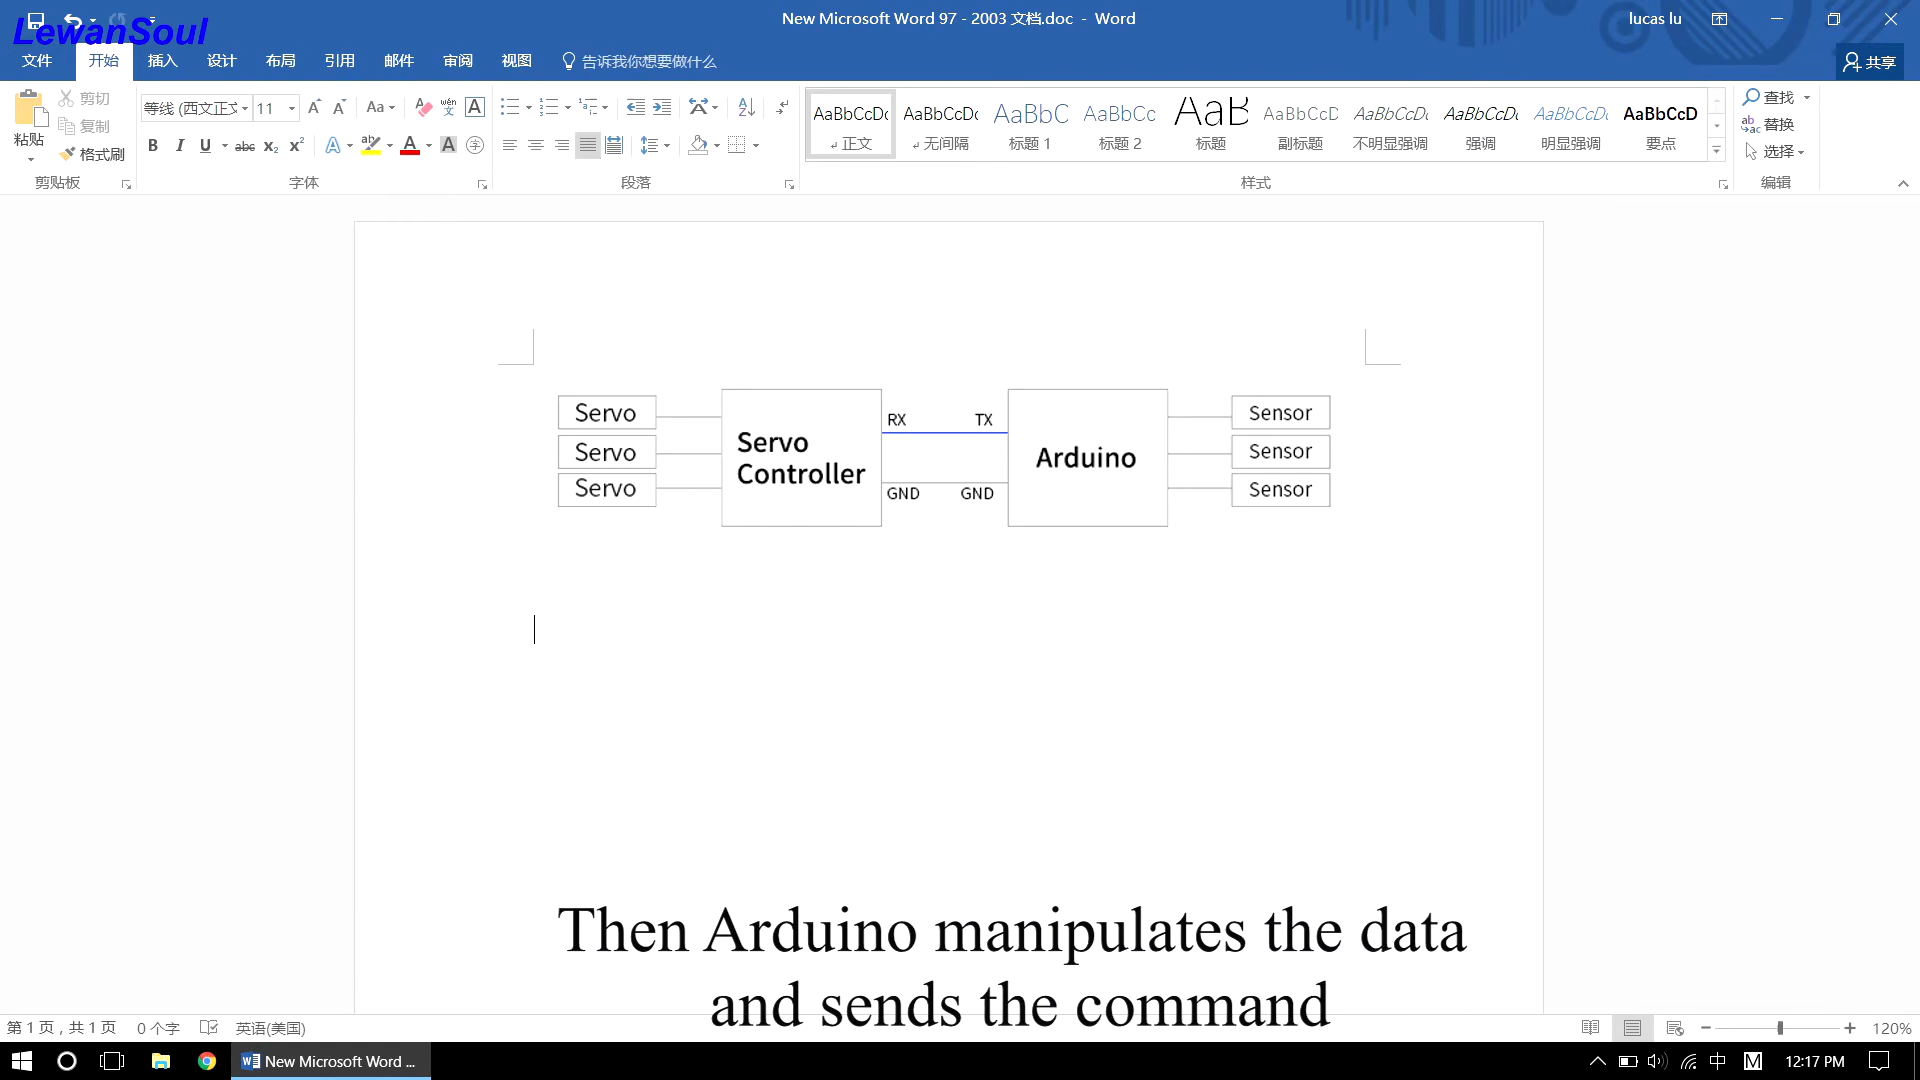 LewanSoul
New Microsoft Word 97 - 2003 文档.doc - Word
lucas lu
文件 开始 插入 设计 布局 引用 邮件 审阅 视图 告诉我你想要做什么
共享
粘贴
剪切
复制
格式刷
剪贴板
等线 (西文正文 11
Aa
wén
A
B I U abc x₂ x²
A
aby
A
A
字
字体
段落
AaBbCcDc
正文
AaBbCcDc
无间隔
AaBbC
标题 1
AaBbCc
标题 2
AaB
标题
AaBbCcD
副标题
AaBbCcDc
不明显强调
AaBbCcDc
强调
AaBbCcDc
明显强调
AaBbCcD
要点
样式
查找
替换
选择
编辑
Servo
Servo
Servo
Servo
Controller
RX TX
GND GND
Arduino
Sensor
Sensor
Sensor
Then Arduino manipulates the data
and sends the command
第 1 页，共 1 页 0 个字 英语(美国)
120%
New Microsoft Word ...
中
M
12:17 PM